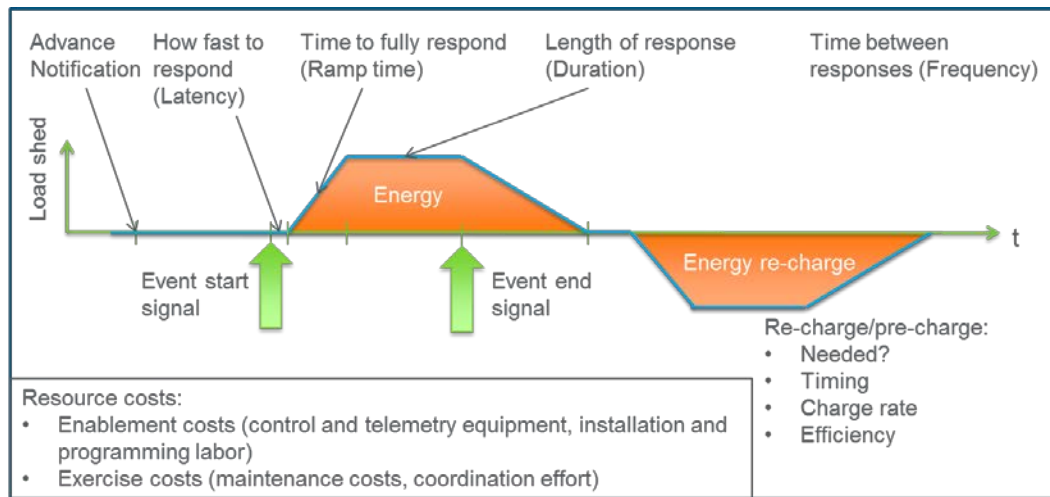 Advance
Notification
How fast to
respond
(Latency)
Time to fully respond
(Ramp time)
Length of response
(Duration)
Time between
responses (Frequency)
Load shed
Energy
t
Energy re-charge
Event start
signal
Event end
signal
Re-charge/pre-charge:
• Needed?
• Timing
• Charge rate
• Efficiency
Resource costs:
• Enablement costs (control and telemetry equipment, installation and
programming labor)
• Exercise costs (maintenance costs, coordination effort)